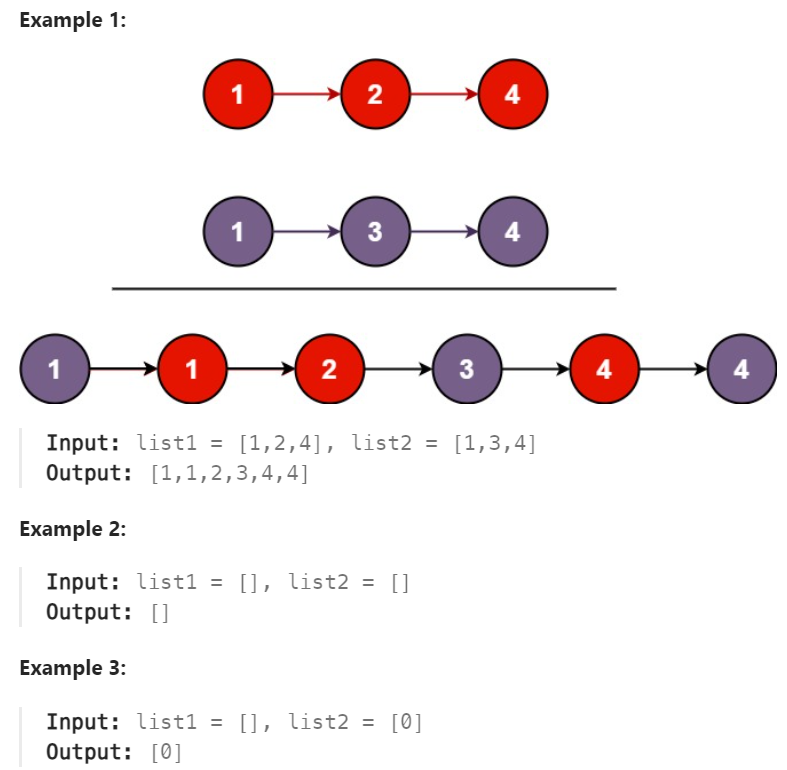 Example 1:
1 2 4
1 3 4
1 1 2 3 4 4
Input: list1 = [1,2,4], list2 = [1,3,4]
Output: [1,1,2,3,4,4]
Example 2:
Input: list1 = [], list2 = []
Output: []
Example 3:
Input: list1 = [], list2 = [0]
Output: [0]